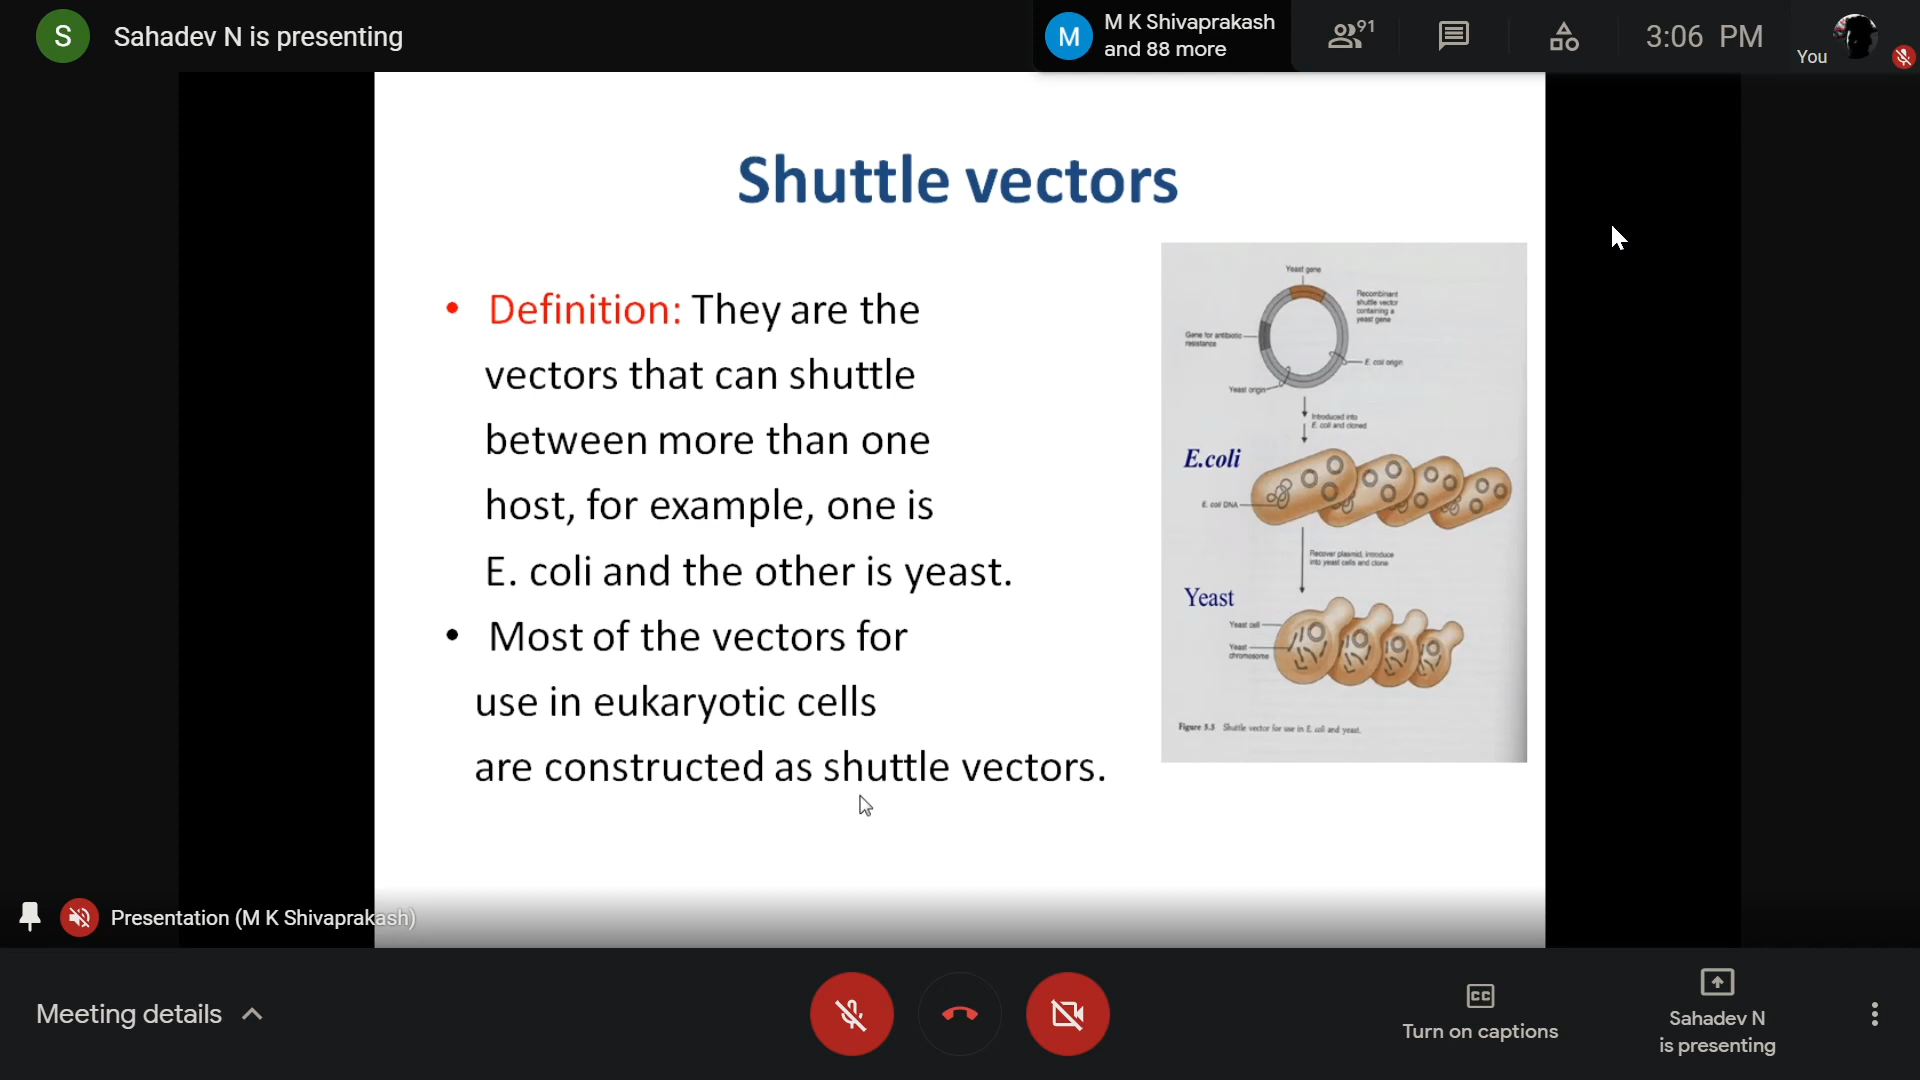 S
Sahadev N is presenting
M
M K Shivaprakash
and 88 more
91
3:06 PM
You
Shuttle vectors
• Definition: They are the
vectors that can shuttle
between more than one
host, for example, one is
E. coli and the other is yeast.
• Most of the vectors for
use in eukaryotic cells
are constructed as shuttle vectors.
Yeast gene
Recombinant
shuttle vector
containing a
yeast gene
Gene for antibiotic
resistance
E. coli origin
Yeast origin
Introduced into
E. coli and cloned
E.coli
E. coli DNA
Recover plasmid, introduce
into yeast cells and clone
Yeast
Yeast cell
Yeast
chromosome
Figure 5.5 Shuttle vector for use in E. coli and yeast.
Presentation (M K Shivaprakash)
Meeting details
CC
Turn on captions
Sahadev N
is presenting